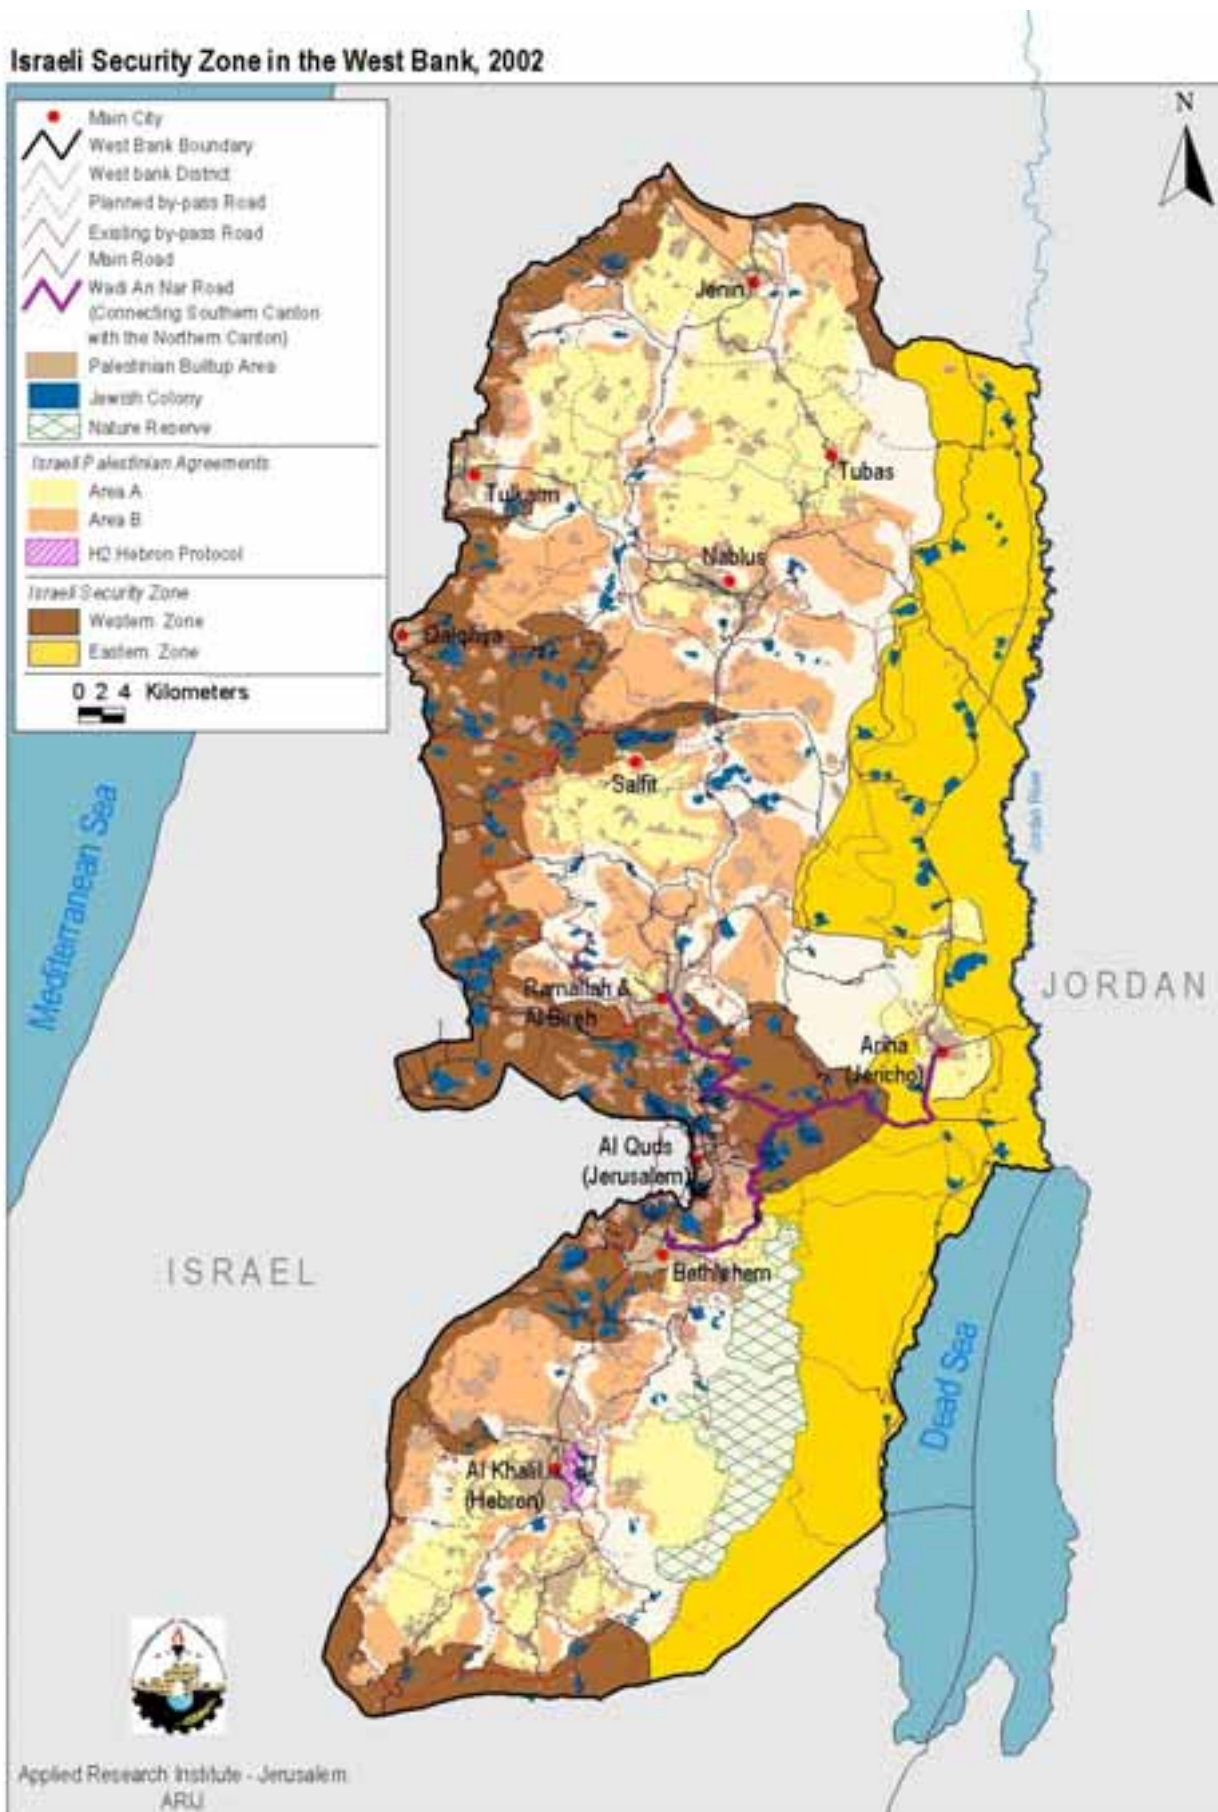 Israeli Security Zone in the West Bank, 2002
Main City
West Bank Boundary
West bank District
Planned by-pass Road
Existing by-pass Road
Main Road
Wadi An Nar Road
(Connecting Southern Canton
with the Northern Canton)
Palestinian Builtup Area
Jewish Colony
Nature Reserve
Israeli Palestinian Agreements
Area A
Area B
H2 Hebron Protocol
Israeli Security Zone
Western Zone
Eastern Zone
0 2 4 Kilometers
N
Jenin
Tubas
Tulkarm
Nablus
Qalqiliya
Salfit
Mediterranean Sea
Jordan River
JORDAN
Ramallah &
Al Bireh
Ariha
(Jericho)
Al Quds
(Jerusalem)
ISRAEL
Bethlehem
Dead Sea
Al Khalil
(Hebron)
Applied Research Institute - Jerusalem
ARIJ